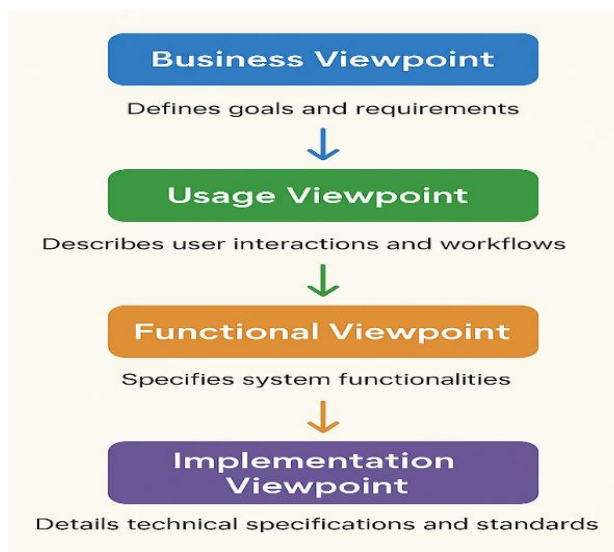 Business Viewpoint
Defines goals and requirements
Usage Viewpoint
Describes user interactions and workflows
Functional Viewpoint
Specifies system functionalities
Implementation
Viewpoint
Details technical specifications and standards